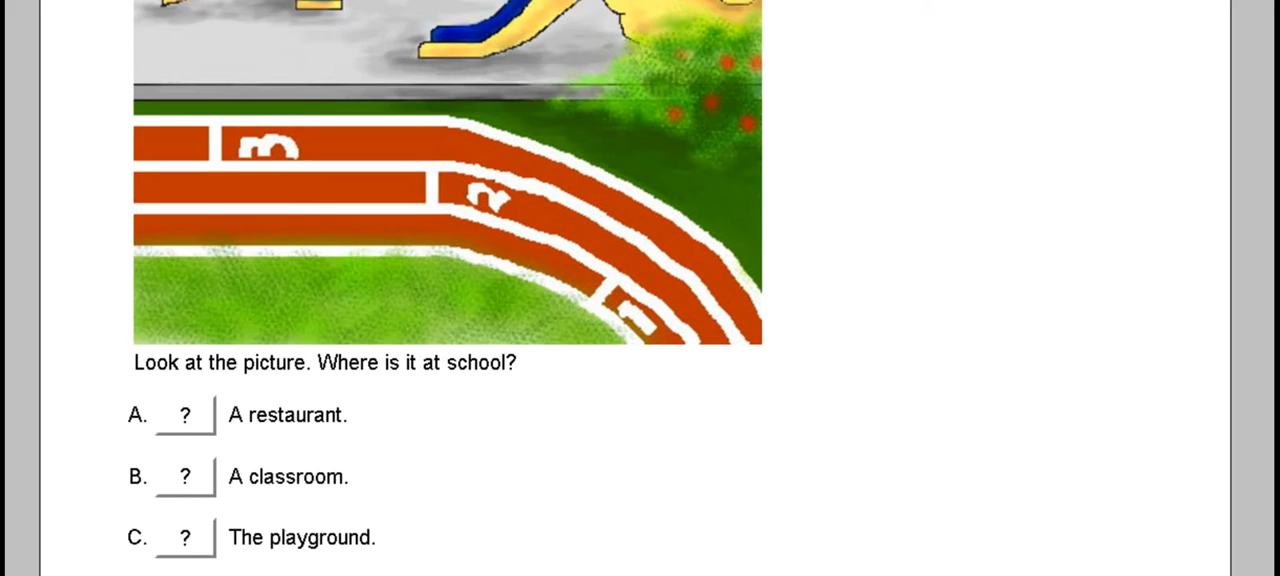 3
2
1
Look at the picture. Where is it at school?
A. ? A restaurant.
B. ? A classroom.
C. ? The playground.